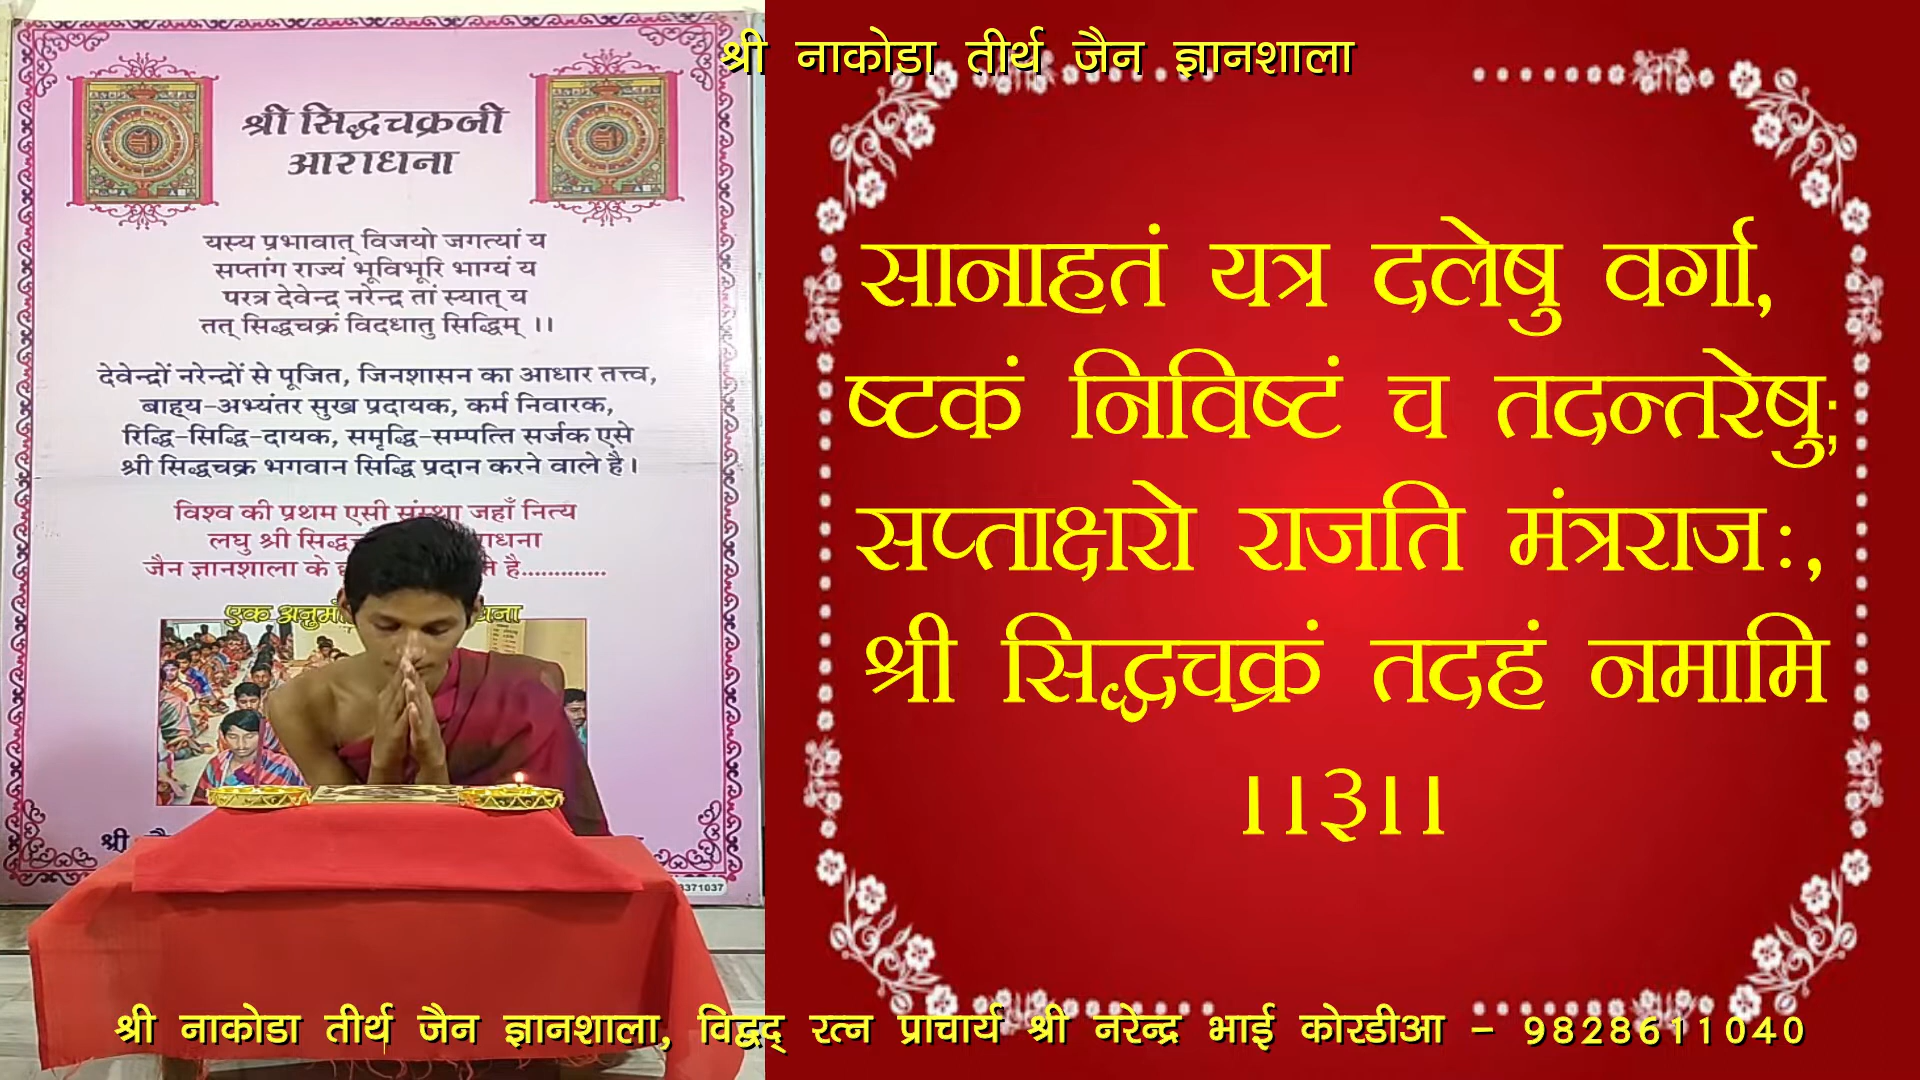 श्री नाकोडा तीर्थ जैन ज्ञानशाला
श्री सिद्धचक्रजी
आराधना
यस्य प्रभावात् विजयो जगत्यां य
सप्तांग राज्यं भूविभूरि भाग्यं य
परत्र देवेन्द्र नरेन्द्र तां स्यात् य
तत् सिद्धचक्रं विदधातु सिद्धिम् ।।
देवेन्द्रों नरेन्द्रों से पूजित, जिनशासन का आधार तत्त्व,
बाह्य-अभ्यंतर सुख प्रदायक, कर्म निवारक,
रिद्धि-सिद्धि-दायक, समृद्धि-सम्पत्ति सर्जक एसे
श्री सिद्धचक्र भगवान सिद्धि प्रदान करने वाले है।
विश्व की प्रथम एसी संस्था जहाँ नित्य
लघु श्री
जैन ज्ञानशाला के है.............
एक
श्री
3371037
सानाहतं यत्र दलेषु वर्गा,
ष्टकं निविष्टं च तदन्तरेषु;
सप्ताक्षरो राजति मंत्रराजः,
श्री सिद्धचक्रं तदहं नमामि
।।३।।
श्री नाकोडा तीर्थ जैन ज्ञानशाला, विद्वद् रत्न प्राचार्य श्री नरेन्द्र भाई कोरडीआ - 9828611040